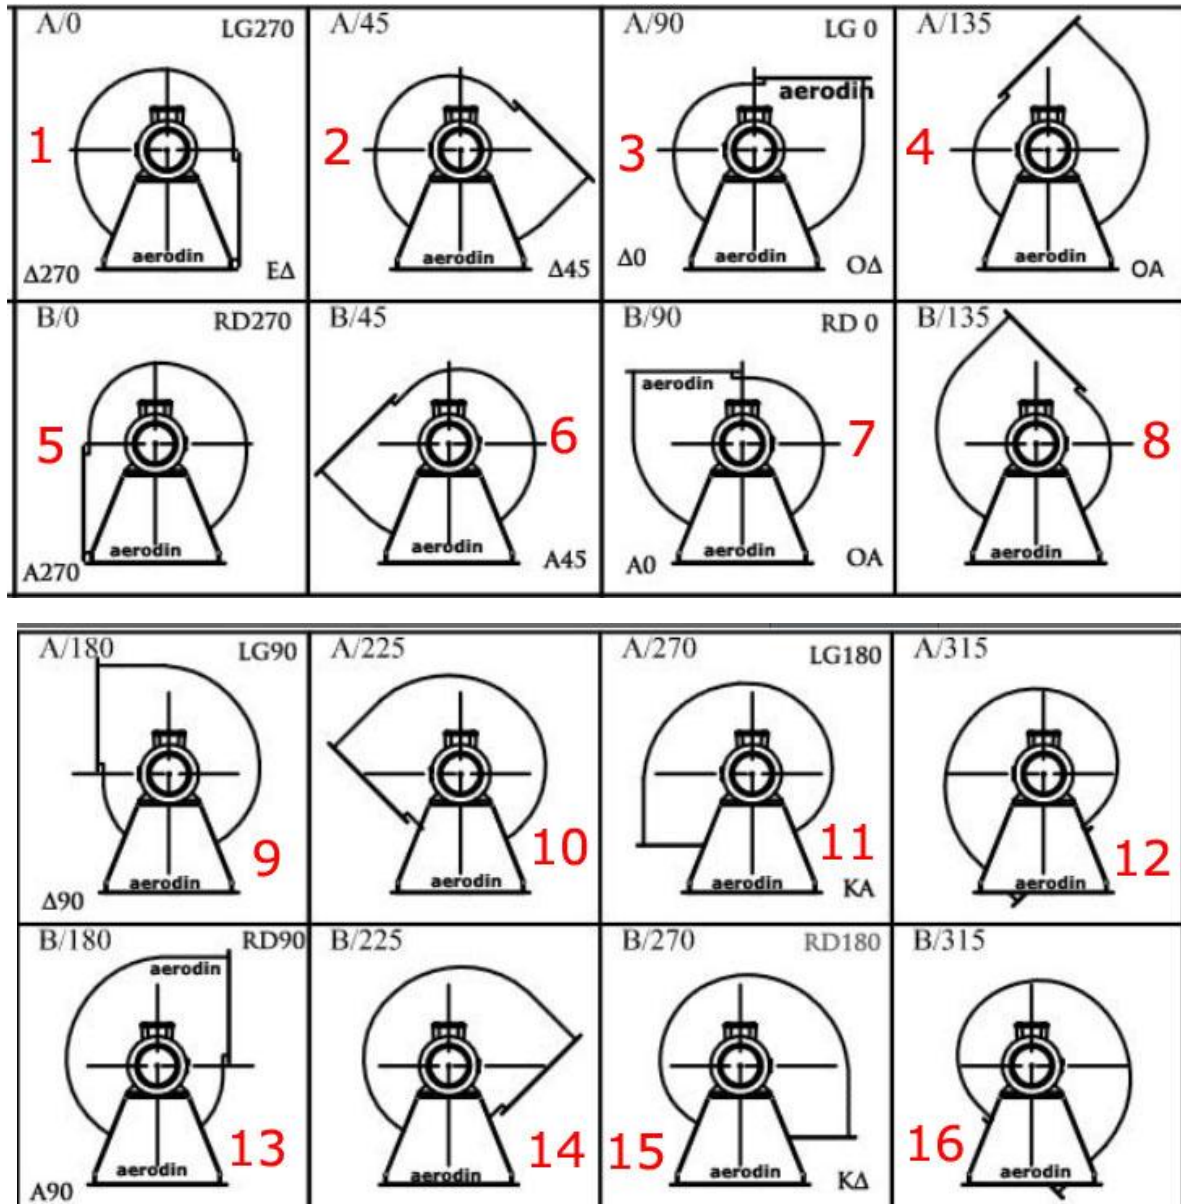 A/0 LG270
1
aerodin
Δ270 ΕΔ
A/45
2
aerodin
Δ45
A/90 LG 0
aerodin
3
aerodin
Δ0 ΟΔ
A/135
4
aerodin
OA
B/0 RD270
5
aerodin
A270
B/45
6
aerodin
A45
B/90 RD 0
aerodin
7
aerodin
A0 OA
B/135
8
aerodin
A/180 LG90
9
aerodin
Δ90
A/225
10
aerodin
A/270 LG180
11
aerodin
KA
A/315
12
aerodin
B/180 RD90
aerodin
13
aerodin
A90
B/225
14
aerodin
B/270 RD180
15
aerodin
ΚΔ
B/315
16
aerodin